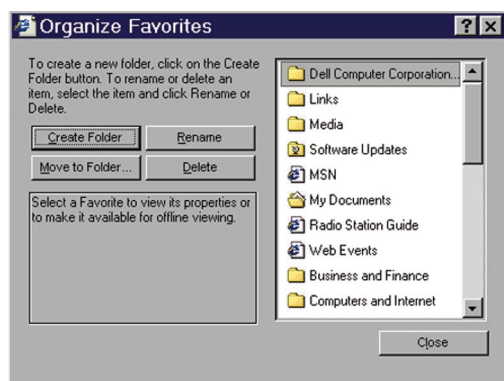 Organize Favorites
To create a new folder, click on the Create
Folder button. To rename or delete an
item, select the item and click Rename or
Delete.
Create Folder
Rename
Move to Folder...
Delete
Select a Favorite to view its properties or
to make it available for offline viewing.
Dell Computer Corporation...
Links
Media
Software Updates
MSN
My Documents
Radio Station Guide
Web Events
Business and Finance
Computers and Internet
Close